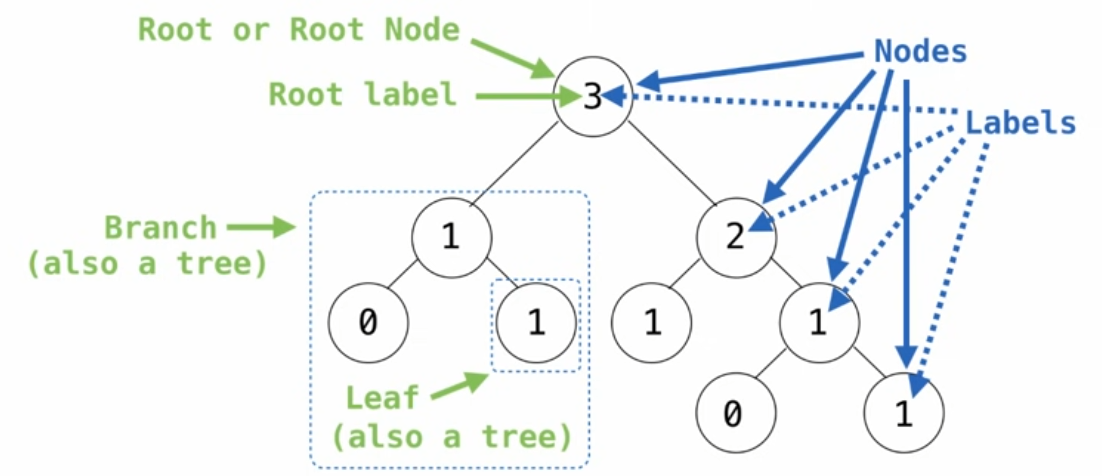 Root or Root Node
Nodes
Root label
3
Labels
Branch
(also a tree)
1
2
0
1
1
1
Leaf
(also a tree)
0
1